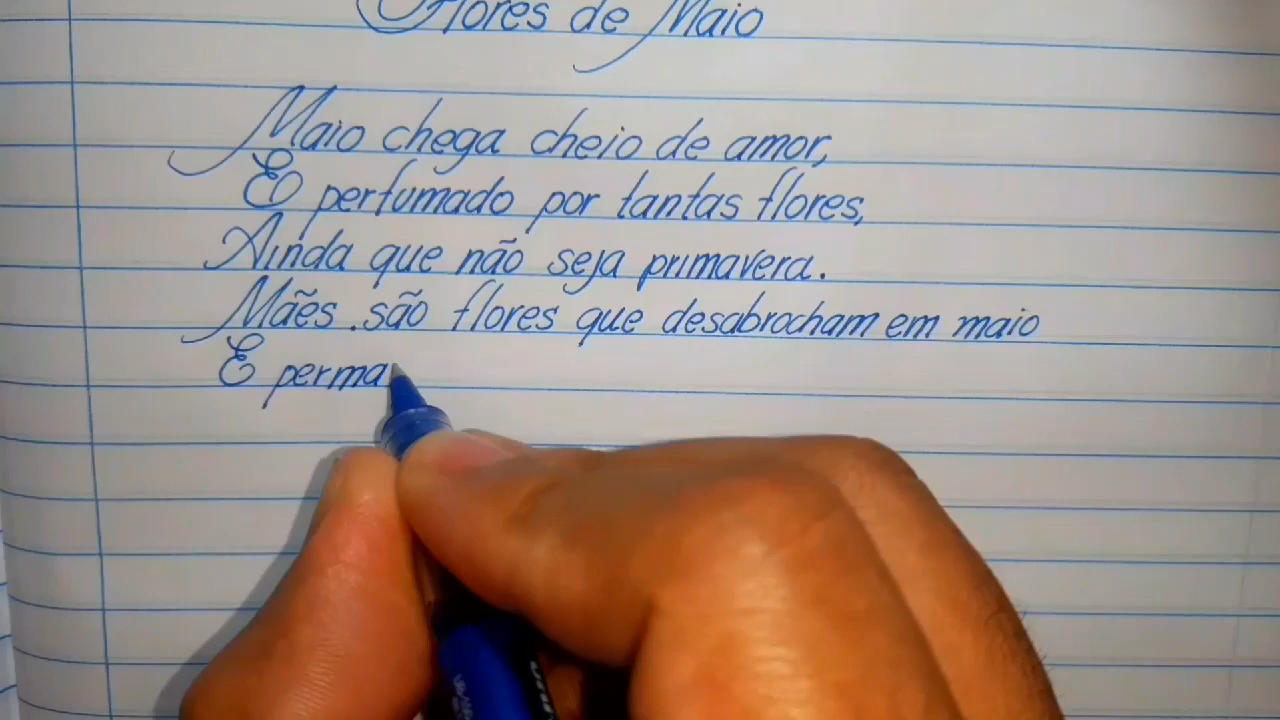 Flores de Maio
Maio chega cheio de amor,
E perfumado por tantas flores,
Ainda que não seja primavera.
Mães são flores que desabrocham em maio
E perma